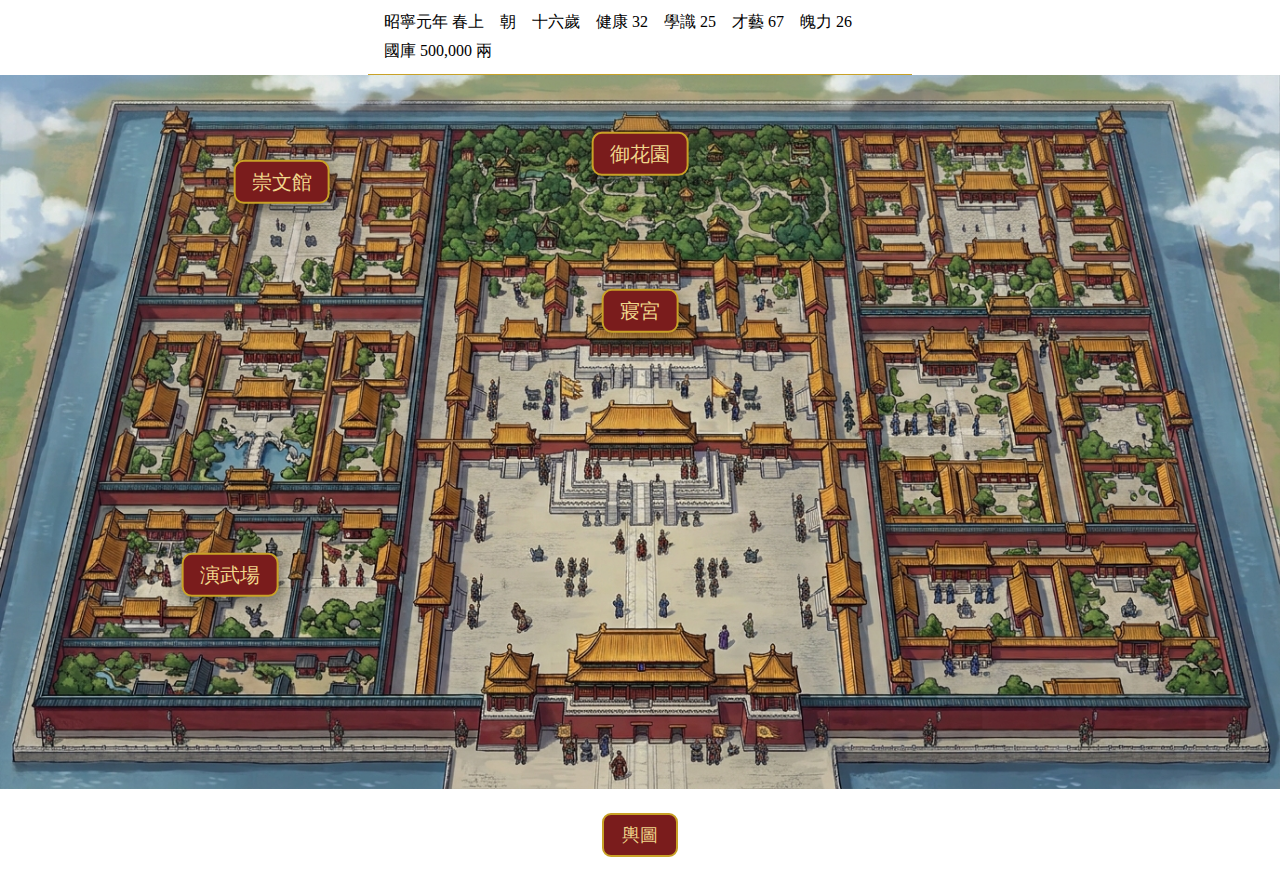 昭寧元年 春上　朝　十六歲　健康 32　學識 25　才藝 67　魄力 26
國庫 500,000 兩
御花園
崇文館
寢宮
演武場
輿圖